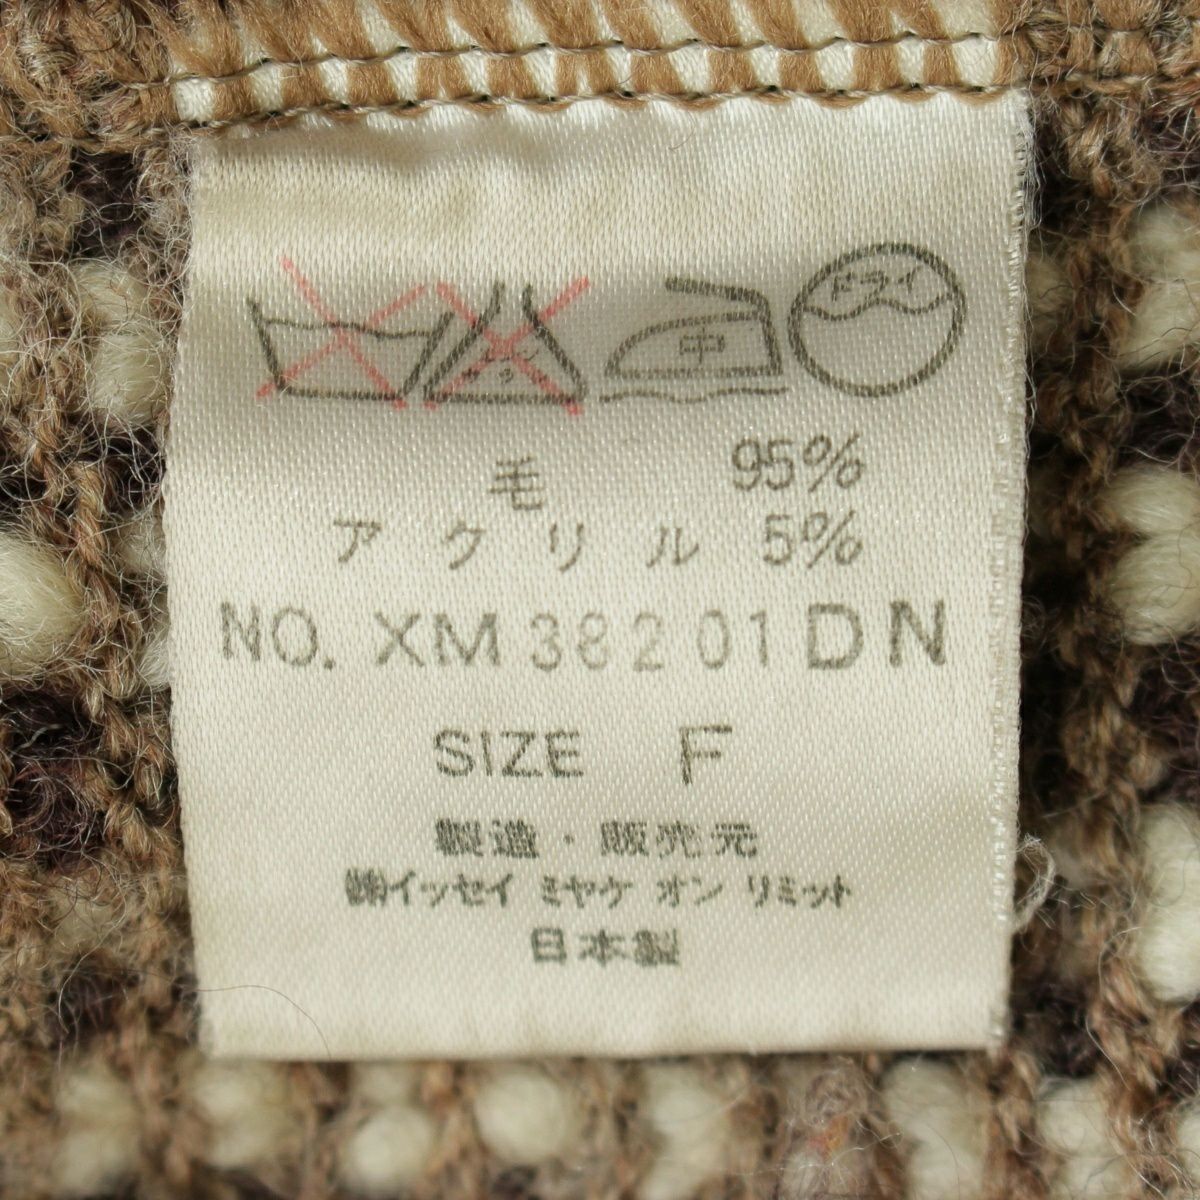 ドライ
中
毛 95%
アクリル 5%
NO. XM38201DN
SIZE F
製造・販売元
㈱イッセイ ミヤケ オン リミット
日本製